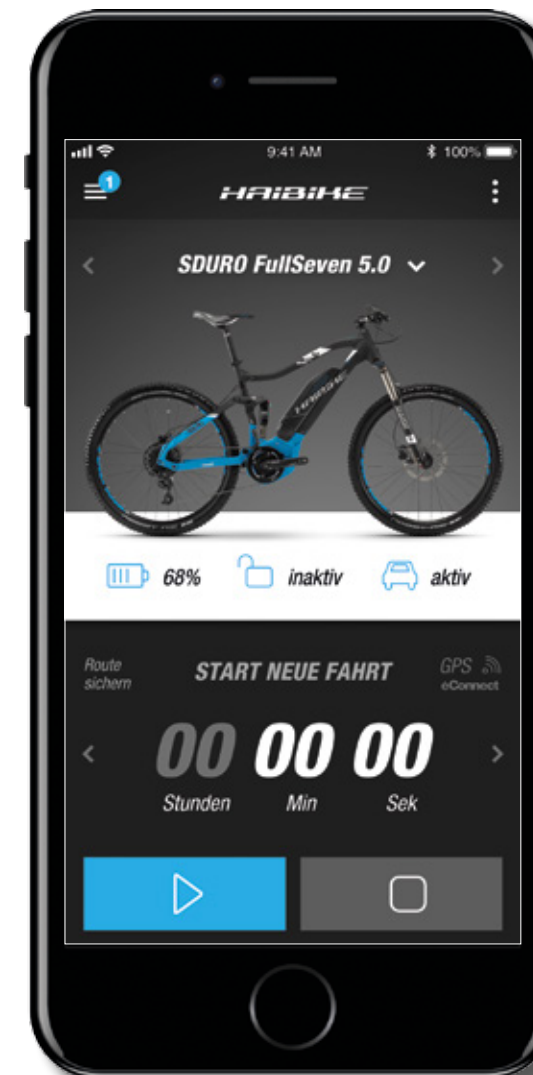 9:41 AM
100%
1
HAIBIKE
SDURO FullSeven 5.0
HAIBIKE
68%
inaktiv
aktiv
Route
sichern
START NEUE FAHRT
GPS
eConnect
00 00 00
Stunden Min Sek